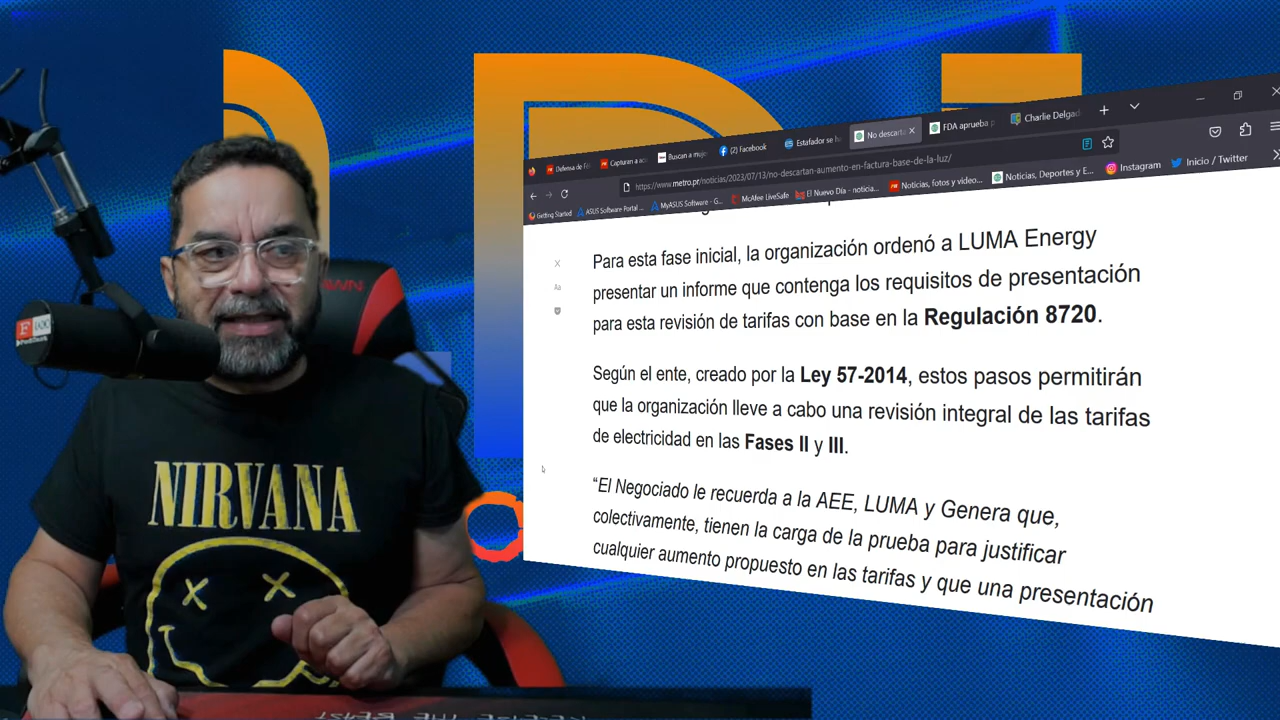 NIRVANA
Defensa de F
Capturan a ac
Buscan a muje
(2) Facebook
Estafador se h
No descarta
FDA aprueba p
Charlie Delgad
https://www.metro.pr/noticias/2023/07/13/no-descartan-aumento-en-factura-base-de-la-luz/
Getting Started
ASUS Software Portal ...
MyASUS Software - G...
McAfee LiveSafe
El Nuevo Día - noticia...
Noticias, fotos y video...
Noticias, Deportes y E...
Instagram
Inicio / Twitter
Para esta fase inicial, la organización ordenó a LUMA Energy
presentar un informe que contenga los requisitos de presentación
para esta revisión de tarifas con base en la Regulación 8720.
Según el ente, creado por la Ley 57-2014, estos pasos permitirán
que la organización lleve a cabo una revisión integral de las tarifas
de electricidad en las Fases II y III.
“El Negociado le recuerda a la AEE, LUMA y Genera que,
colectivamente, tienen la carga de la prueba para justificar
cualquier aumento propuesto en las tarifas y que una presentación